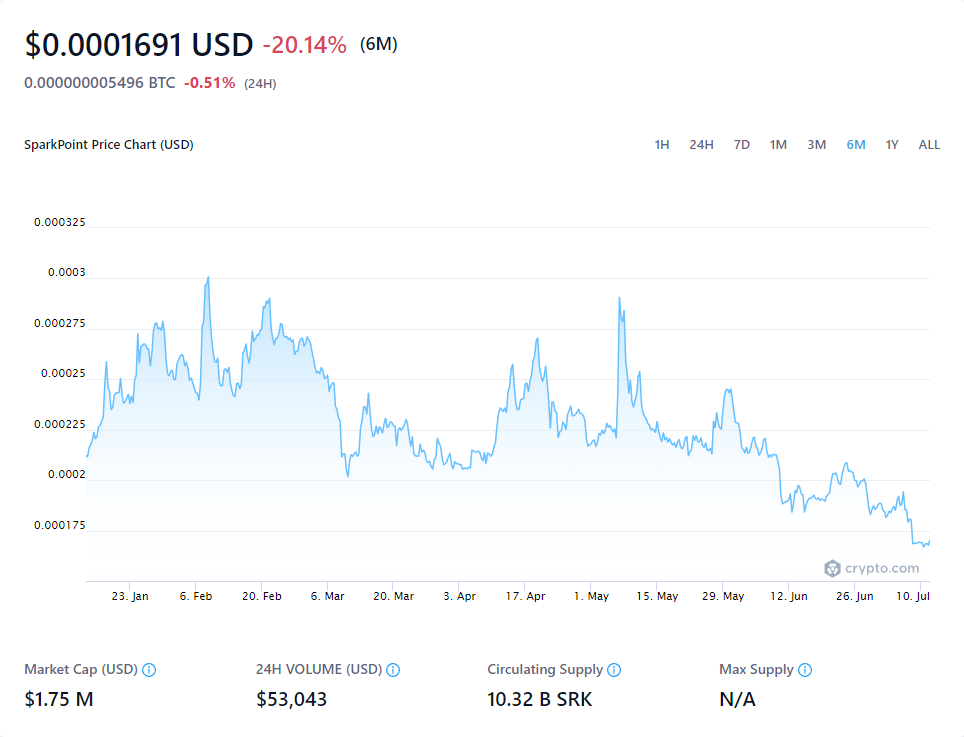 $0.0001691 USD -20.14% (6M)
0.000000005496 BTC -0.51% (24H)
SparkPoint Price Chart (USD) 1H 24H 7D 1M 3M 6M 1Y ALL
0.000325
0.0003
0.000275
0.00025
0.000225
0.0002
0.000175
crypto.com
23. Jan 6. Feb 20. Feb 6. Mar 20. Mar 3. Apr 17. Apr 1. May 15. May 29. May 12. Jun 26. Jun 10. Jul
Market Cap (USD) 24H VOLUME (USD) Circulating Supply Max Supply
$1.75 M $53,043 10.32 B SRK N/A